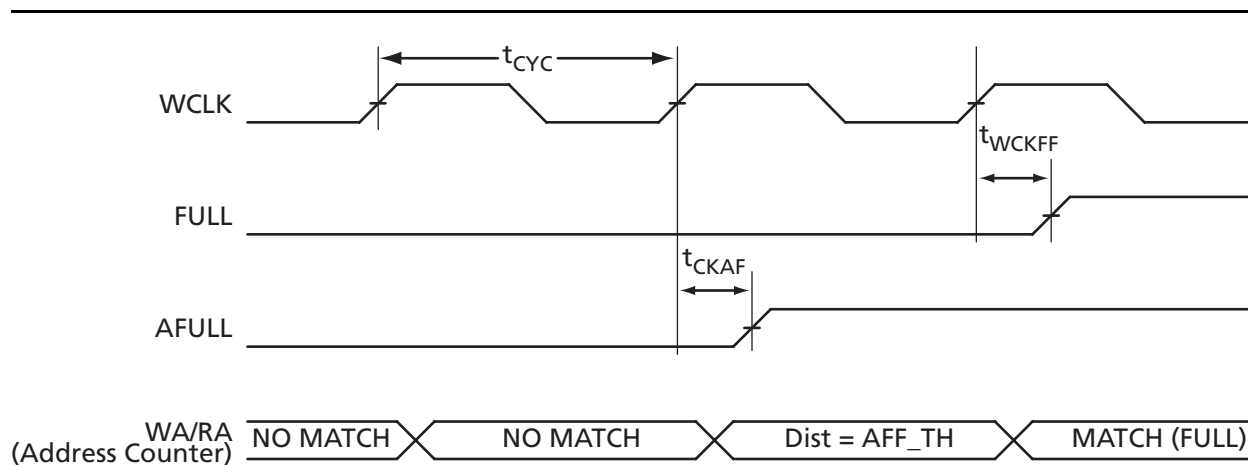 tCYC
WCLK
tWCKFF
FULL
tCKAF
AFULL
WA/RA
(Address Counter)
NO MATCH
NO MATCH
Dist = AFF_TH
MATCH (FULL)